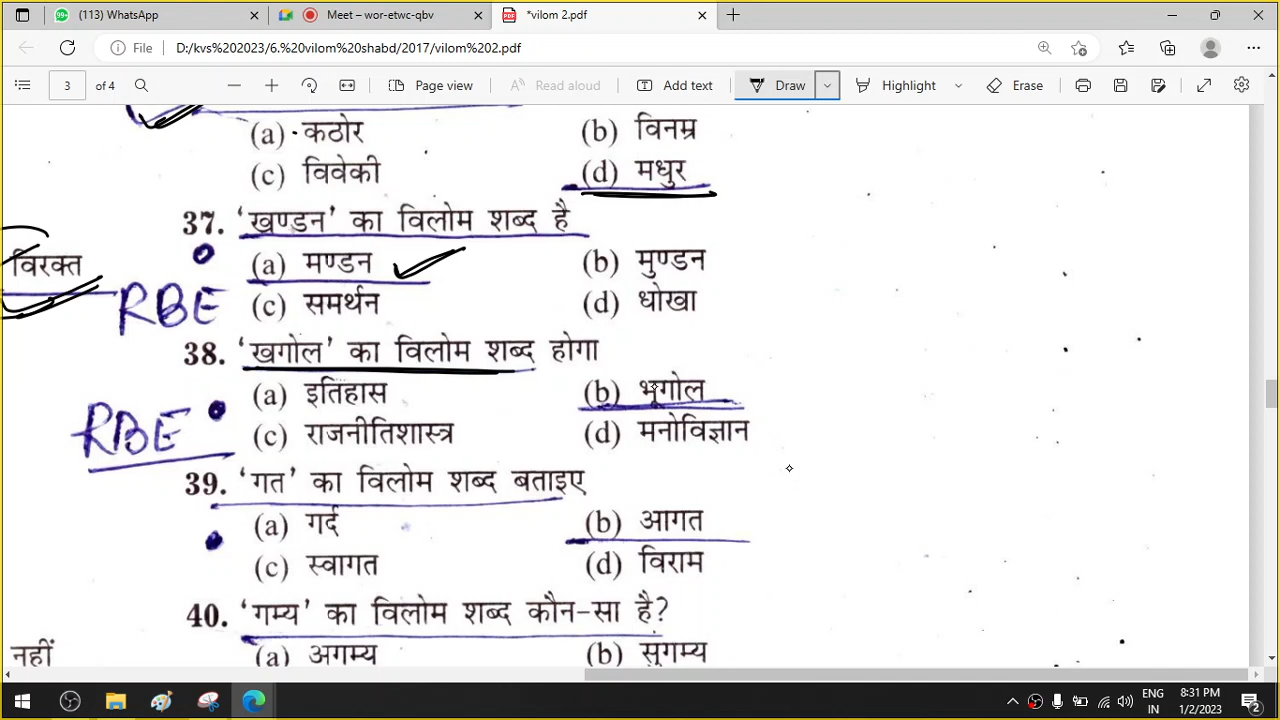 (113) WhatsApp
Meet – wor-etwc-qbv
*vilom 2.pdf
File
D:/kvs%202023/6.%20vilom%20shabd/2017/vilom%202.pdf
3 of 4
Page view
Read aloud
Add text
Draw
Highlight
Erase
(a) कठोर (b) विनम्र
(c) विवेकी (d) मधुर
37. ‘खण्डन’ का विलोम शब्द है
विरक्त
(a) मण्डन (b) मुण्डन
RBE
(c) समर्थन (d) धोखा
38. ‘खगोल’ का विलोम शब्द होगा
(a) इतिहास (b) भूगोल
RBE
(c) राजनीतिशास्त्र (d) मनोविज्ञान
39. ‘गत’ का विलोम शब्द बताइए
(a) गर्द (b) आगत
(c) स्वागत (d) विराम
40. ‘गम्य’ का विलोम शब्द कौन-सा है?
नहीं
(a) अगम्य (b) सुगम्य
ENG
IN
8:31 PM
1/2/2023
2